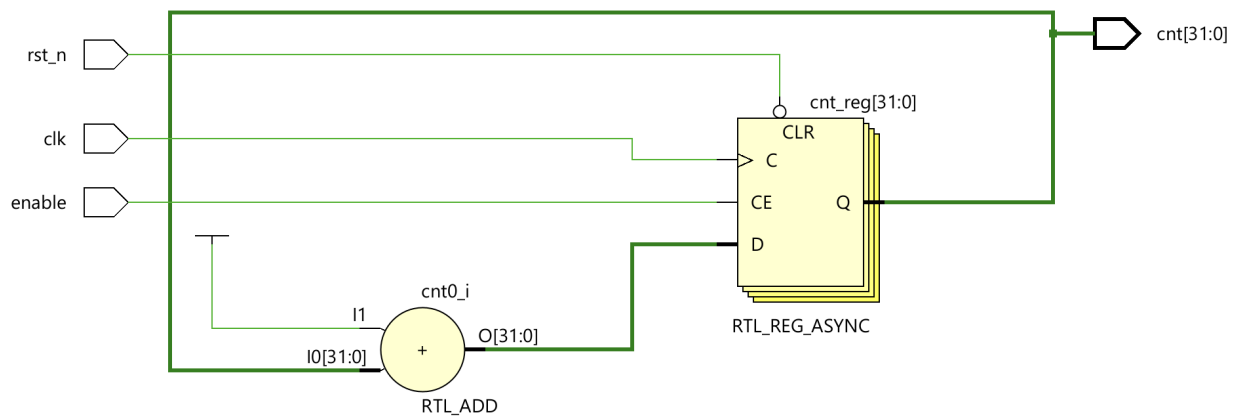 cnt[31:0]
rst_n
cnt_reg[31:0]
CLR
clk
C
enable
CE
Q
D
cnt0_i
I1
RTL_REG_ASYNC
O[31:0]
I0[31:0]
+
RTL_ADD